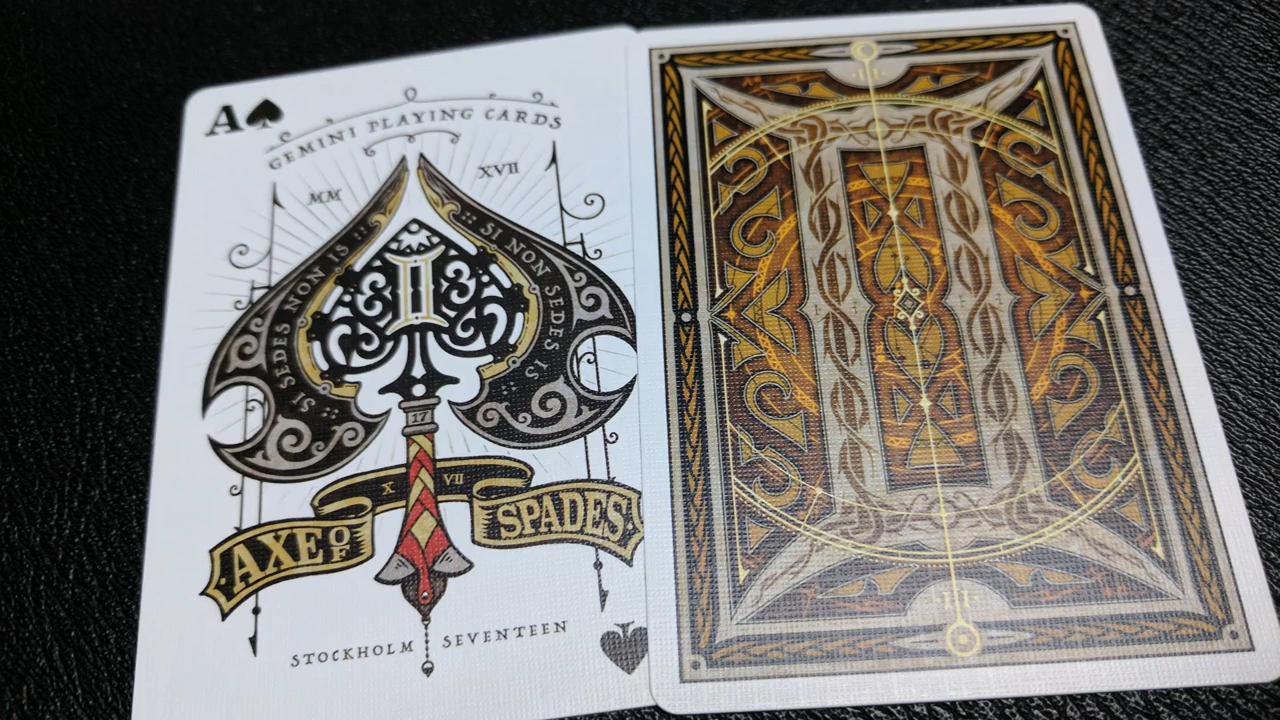 A
GEMINI PLAYING CARDS
MM
XVII
SI SEDES NON IS
SI NON SEDES IS
II
17
X VII
AXE OF
SPADES
STOCKHOLM SEVENTEEN